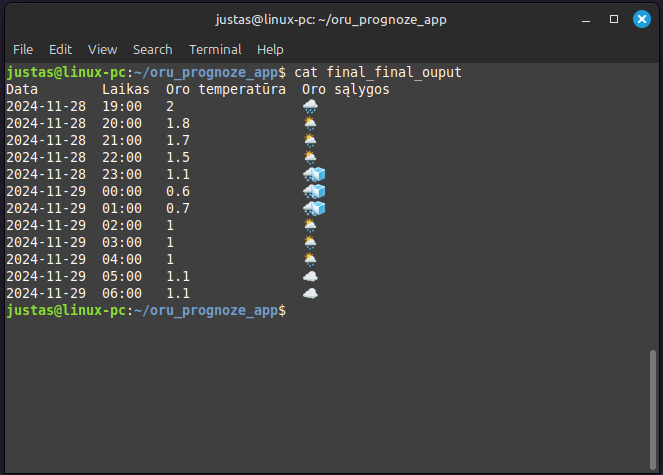 justas@linux-pc: ~/oru_prognoze_app
File Edit View Search Terminal Help
justas@linux-pc:~/oru_prognoze_app$ cat final_final_ouput
Data Laikas Oro temperatūra Oro sąlygos
2024-11-28 19:00 2 🌧️
2024-11-28 20:00 1.8 🌦️
2024-11-28 21:00 1.7 🌦️
2024-11-28 22:00 1.5 🌦️
2024-11-28 23:00 1.1 🌨️🧊
2024-11-29 00:00 0.6 🌨️🧊
2024-11-29 01:00 0.7 🌨️🧊
2024-11-29 02:00 1 🌦️
2024-11-29 03:00 1 🌦️
2024-11-29 04:00 1 🌦️
2024-11-29 05:00 1.1 ☁️
2024-11-29 06:00 1.1 ☁️
justas@linux-pc:~/oru_prognoze_app$